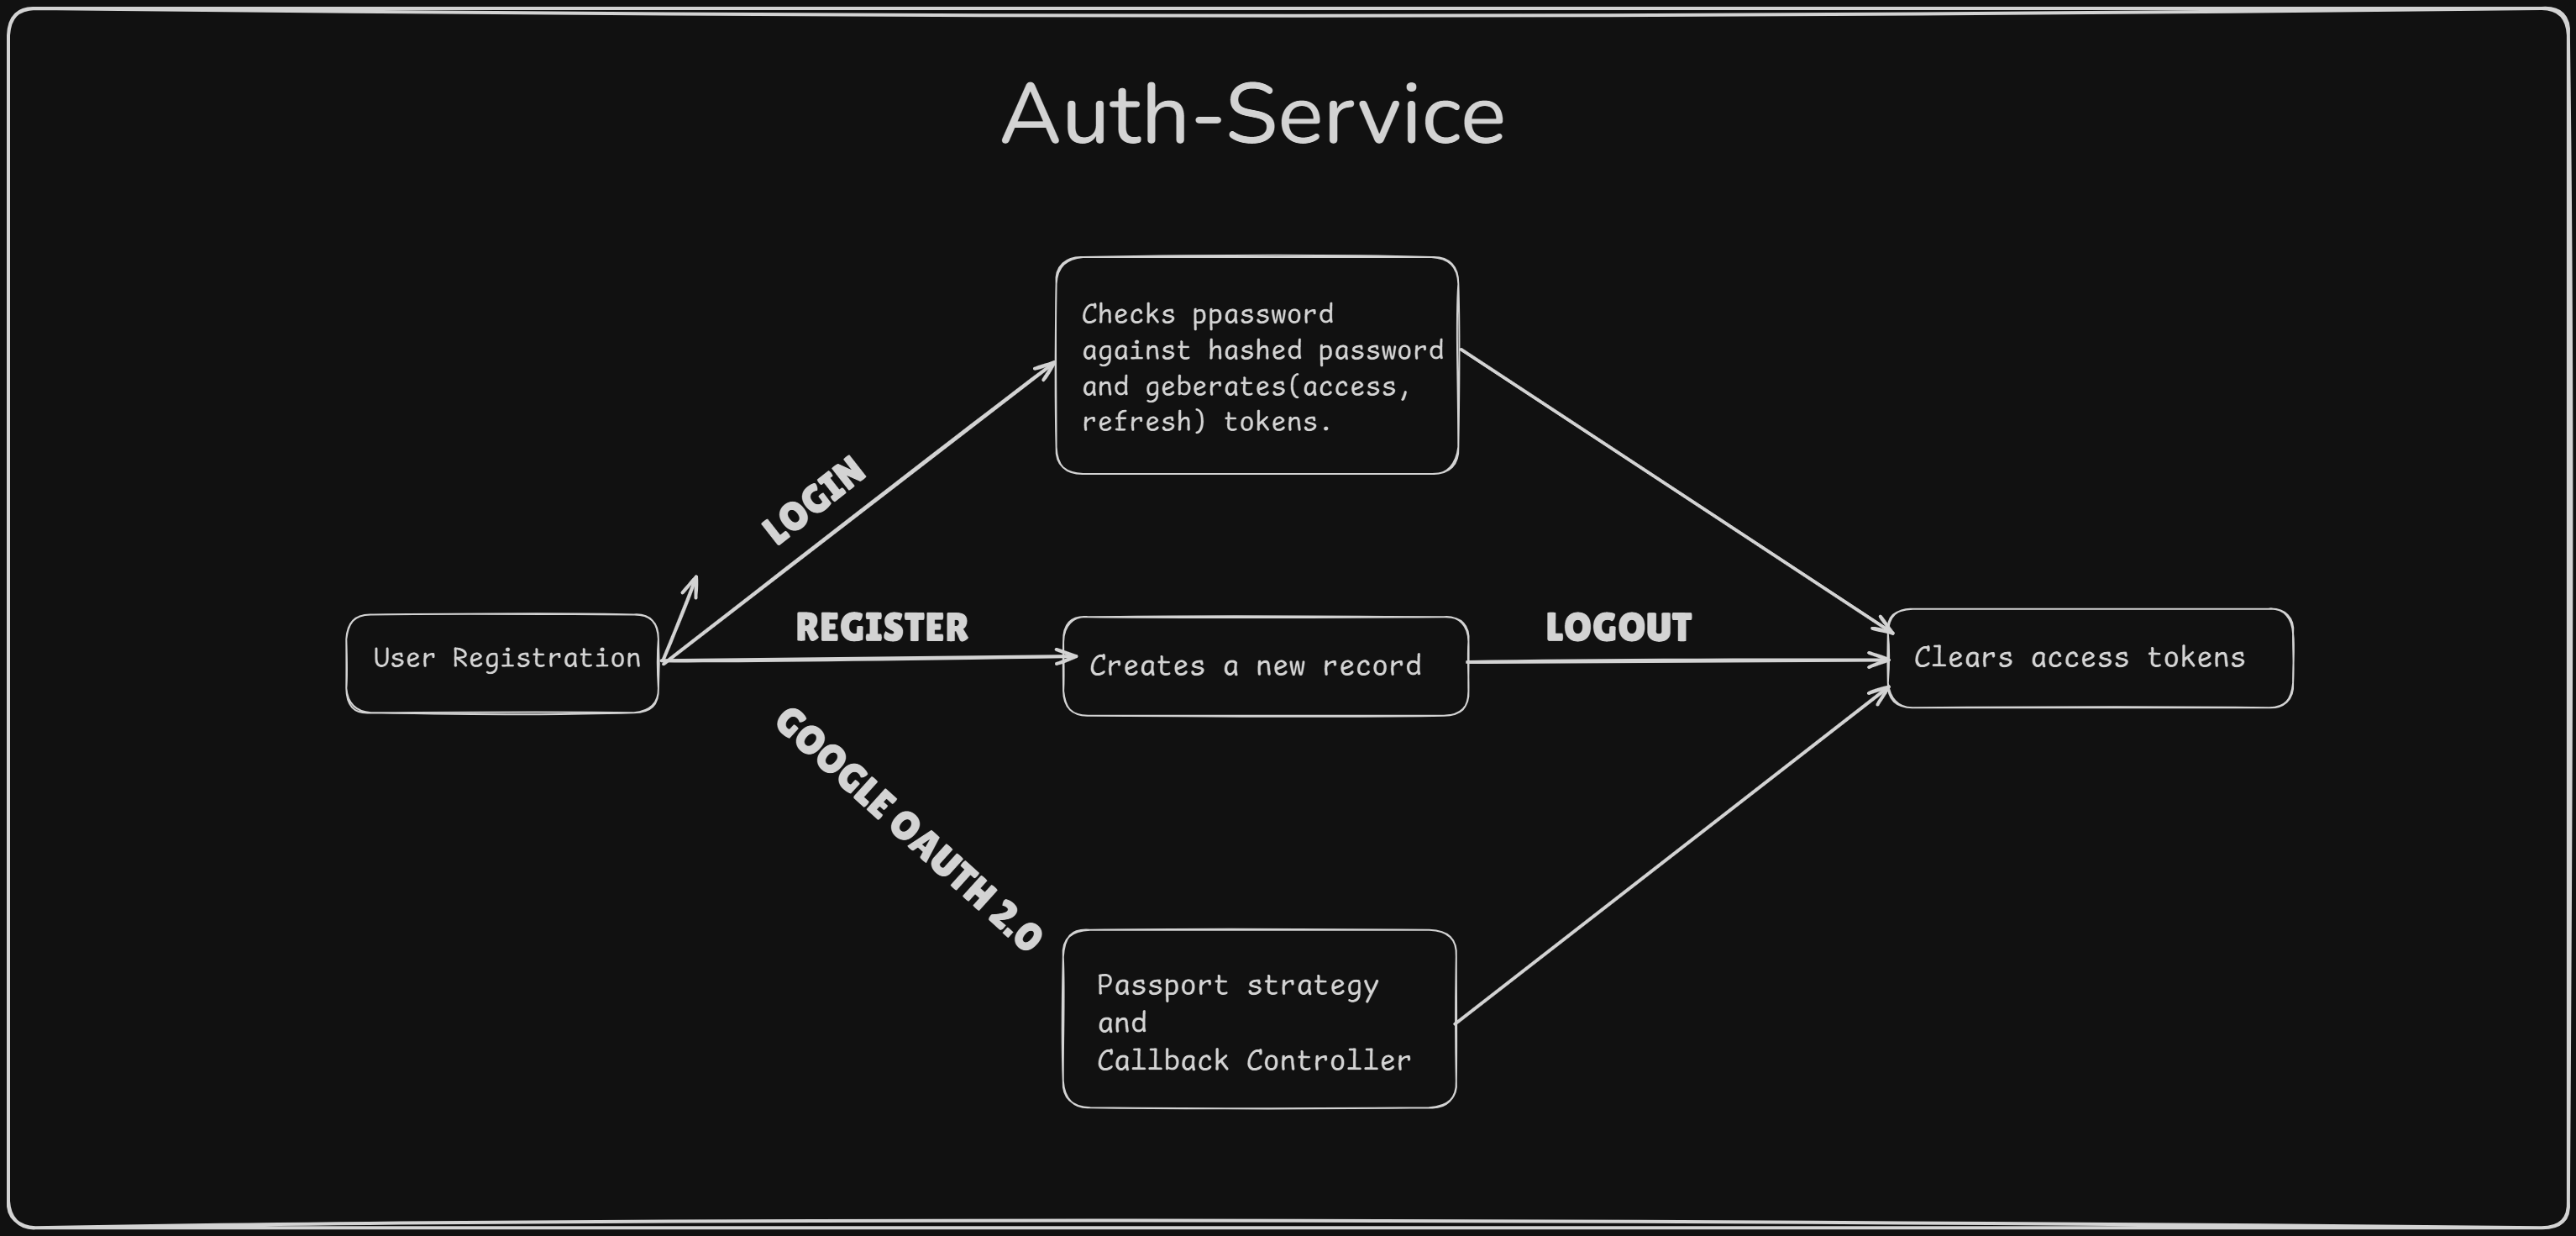 Auth-Service
Checks ppassword
against hashed password
and geberates(access,
refresh) tokens.
LOGIN
User Registration
REGISTER
Creates a new record
LOGOUT
Clears access tokens
GOOGLE OAUTH 2.0
Passport strategy
and
Callback Controller